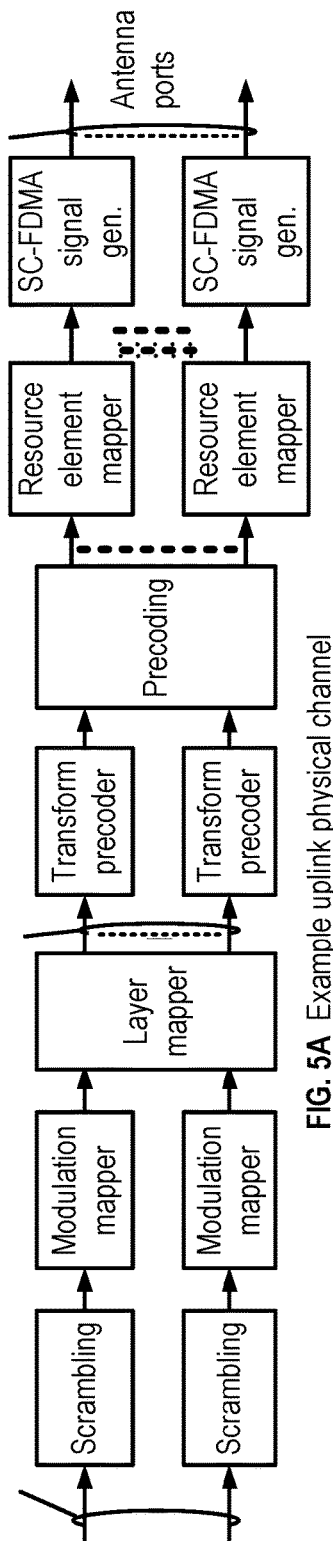 Scrambling
Scrambling
Modulation
mapper
Modulation
mapper
Layer
mapper
Transform
precoder
Transform
precoder
Precoding
Resource
element
mapper
Resource
element
mapper
SC-FDMA
signal
gen.
SC-FDMA
signal
gen.
Antenna
ports
FIG. 5A Example uplink physical channel